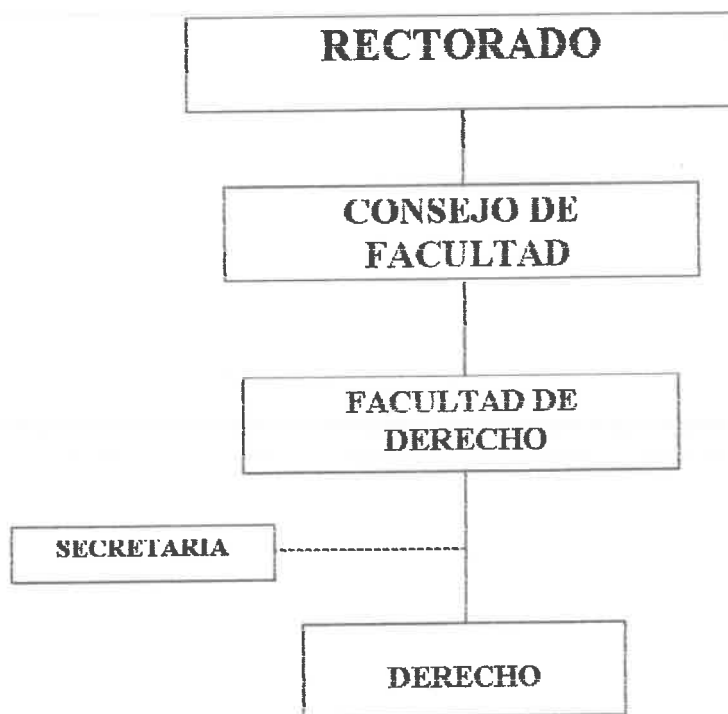 RECTORADO
CONSEJO DE
FACULTAD
FACULTAD DE
DERECHO
SECRETARIA
DERECHO